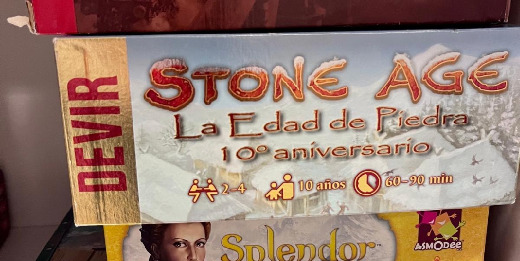 DEVIR
STONE AGE
La Edad de Piedra
10º aniversario
2-4 10 años 60-90 min
Splendor
ASMODEE